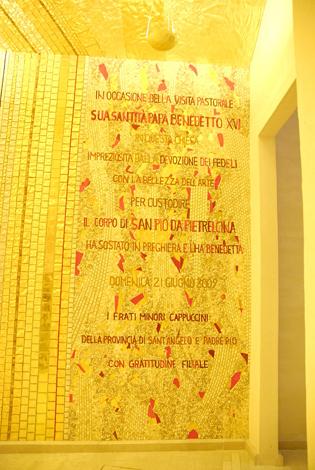 IN OCCASIONE DELLA VISITA PASTORALE
SUA SANTITÀ PAPA BENEDETTO XVI
IN QUESTA CHIESA
IMPREZIOSITA DALLA DEVOZIONE DEI FEDELI
CON LA BELLEZZA DELL'ARTE
PER CUSTODIRE
IL CORPO DI SAN PIO DA PIETRELCINA
HA SOSTATO IN PREGHIERA E L'HA BENEDETTA
DOMENICA 21 GIUGNO 2009
I FRATI MINORI CAPPUCCINI
DELLA PROVINCIA DI SANT'ANGELO E PADRE PIO
CON GRATITUDINE FILIALE